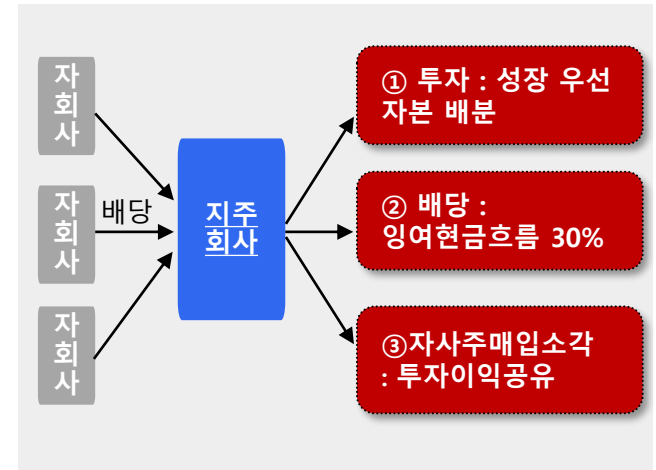 자
회
사
자
회
사
자
회
사
배당
지주
회사
① 투자 : 성장 우선
자본 배분
② 배당 :
잉여현금흐름 30%
③자사주매입소각
: 투자이익공유